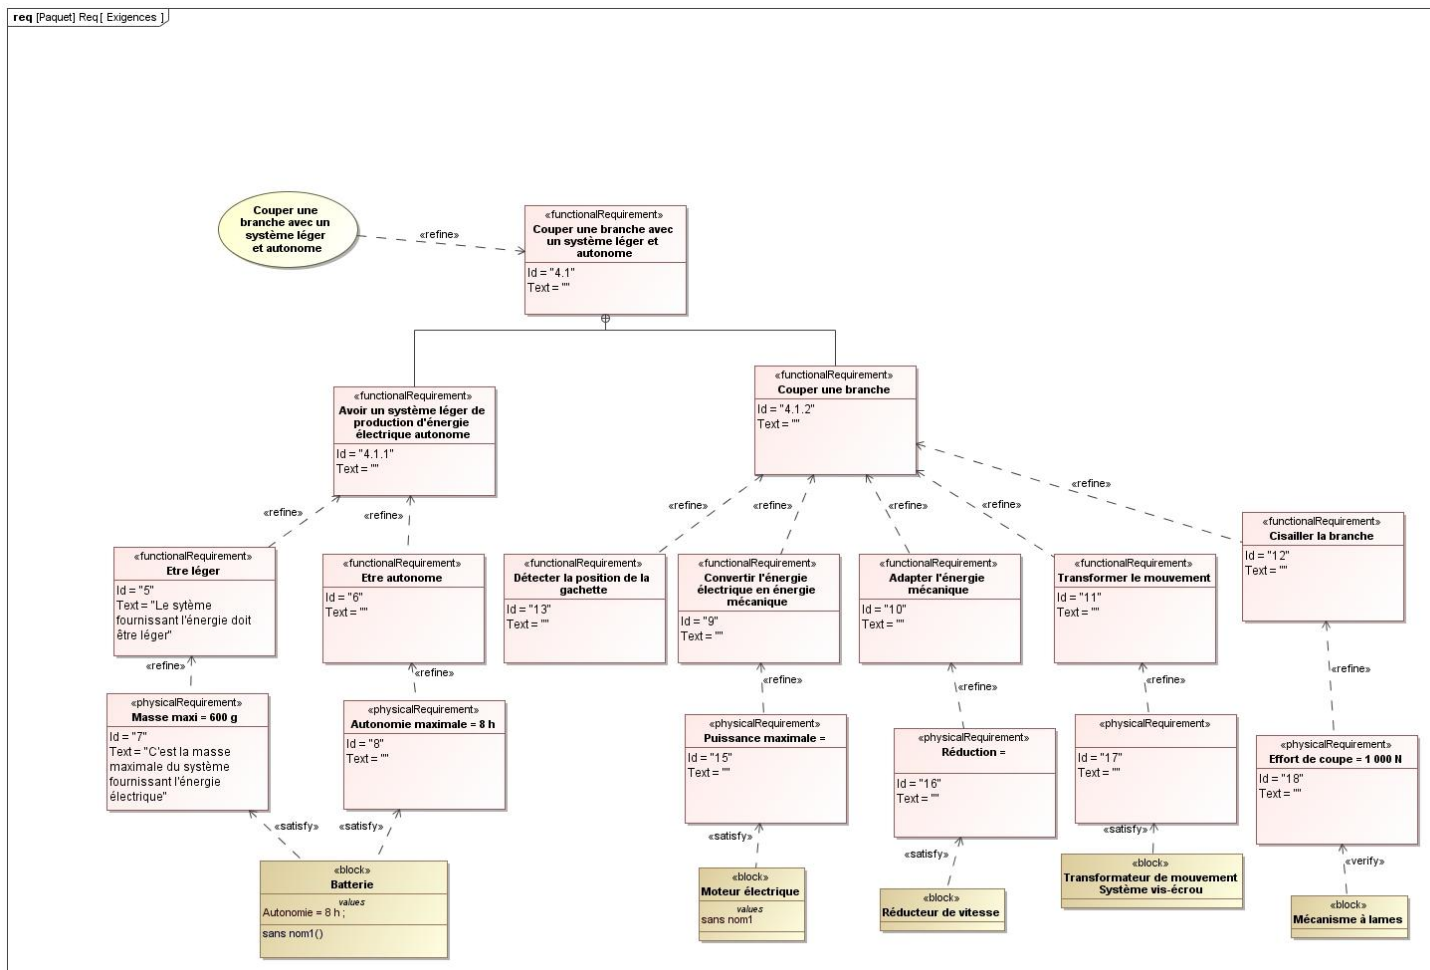 req [Paquet] Req[ Exigences ]
Couper une
branche avec un
système léger
et autonome
«refine»
«functionalRequirement»
Couper une branche avec
un système léger et
autonome
Id = "4.1"
Text = ""
«functionalRequirement»
Avoir un système léger de
production d'énergie
électrique autonome
Id = "4.1.1"
Text = ""
«functionalRequirement»
Couper une branche
Id = "4.1.2"
Text = ""
«refine»
«refine»
«refine»
«refine»
«refine»
«refine»
«refine»
«functionalRequirement»
Etre léger
Id = "5"
Text = "Le sytème
fournissant l'énergie doit
être léger"
«functionalRequirement»
Etre autonome
Id = "6"
Text = ""
«functionalRequirement»
Détecter la position de la
gachette
Id = "13"
Text = ""
«functionalRequirement»
Convertir l'énergie
électrique en énergie
mécanique
Id = "9"
Text = ""
«functionalRequirement»
Adapter l'énergie
mécanique
Id = "10"
Text = ""
«functionalRequirement»
Transformer le mouvement
Id = "11"
Text = ""
«functionalRequirement»
Cisailler la branche
Id = "12"
Text = ""
«refine»
«refine»
«refine»
«refine»
«refine»
«refine»
«physicalRequirement»
Masse maxi = 600 g
Id = "7"
Text = "C'est la masse
maximale du système
fournissant l'énergie
électrique"
«physicalRequirement»
Autonomie maximale = 8 h
Id = "8"
Text = ""
«physicalRequirement»
Puissance maximale =
Id = "15"
Text = ""
«physicalRequirement»
Réduction =
Id = "16"
Text = ""
«physicalRequirement»
Id = "17"
Text = ""
«physicalRequirement»
Effort de coupe = 1 000 N
Id = "18"
Text = ""
«satisfy»
«satisfy»
«satisfy»
«satisfy»
«satisfy»
«verify»
«block»
Batterie
values
Autonomie = 8 h ;
sans nom1()
«block»
Moteur électrique
values
sans nom1
«block»
Réducteur de vitesse
«block»
Transformateur de mouvement
Système vis-écrou
«block»
Mécanisme à lames